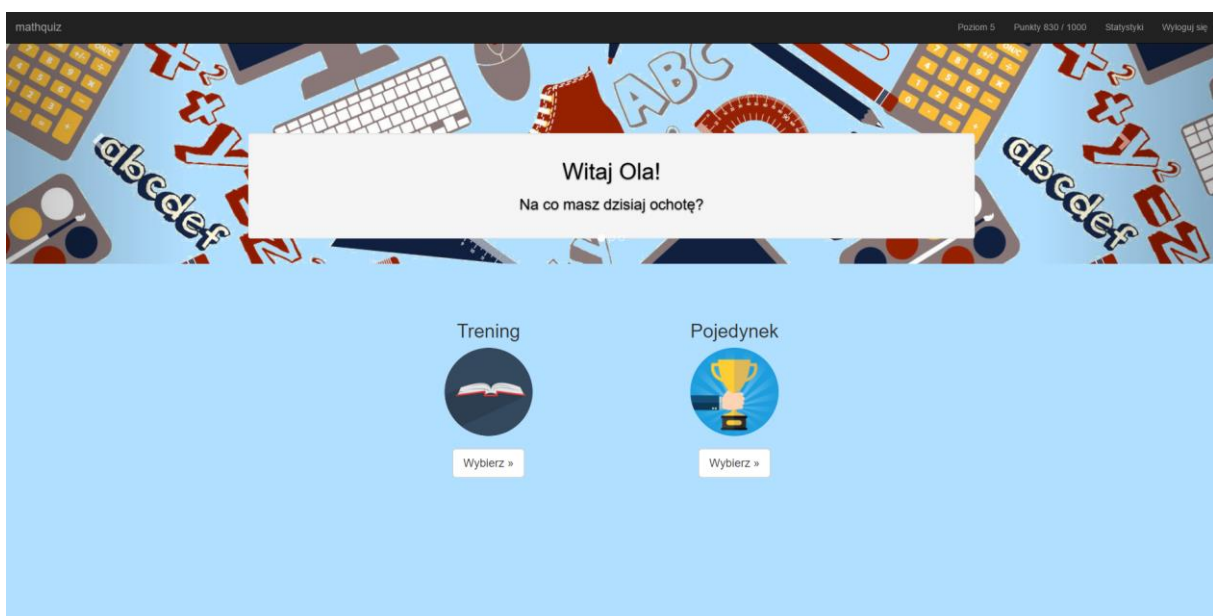 mathquiz
Poziom 5 Punkty 830 / 1000 Statystyki Wyloguj się
ABC
abcdef
abcdef
Witaj Ola!
Na co masz dzisiaj ochotę?
Trening
Pojedynek
Wybierz »
Wybierz »